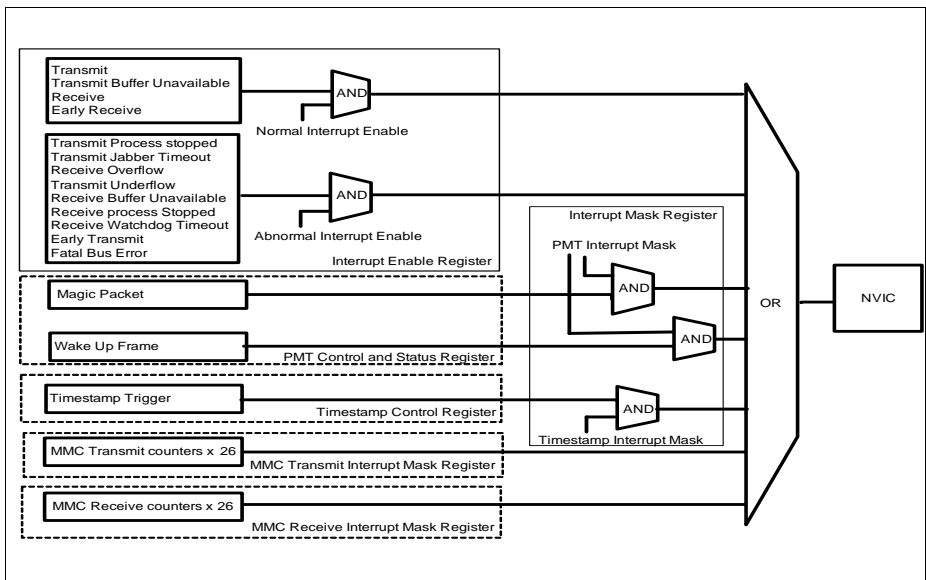 Transmit
Transmit Buffer Unavailable
Receive
Early Receive
AND
Normal Interrupt Enable
Transmit Process stopped
Transmit Jabber Timeout
Receive Overflow
Transmit Underflow
Receive Buffer Unavailable
Receive process Stopped
Receive Watchdog Timeout
Early Transmit
Fatal Bus Error
AND
Abnormal Interrupt Enable
Interrupt Enable Register
Interrupt Mask Register
PMT Interrupt Mask
Magic Packet
AND
Wake Up Frame
AND
PMT Control and Status Register
Timestamp Trigger
AND
Timestamp Control Register
Timestamp Interrupt Mask
MMC Transmit counters x 26
MMC Transmit Interrupt Mask Register
MMC Receive counters x 26
MMC Receive Interrupt Mask Register
OR
NVIC